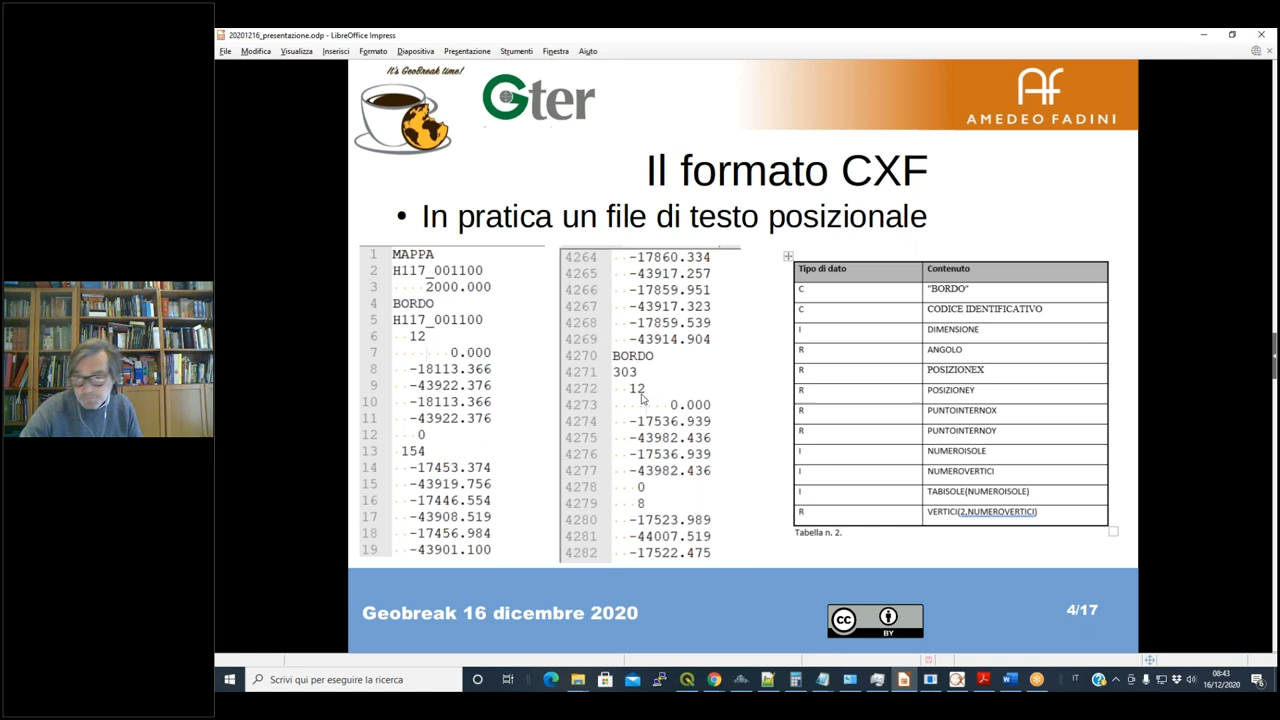 20201216_presentazione.odp - LibreOffice Impress
File Modifica Visualizza Inserisci Formato Diapositiva Presentazione Strumenti Finestra Aiuto
It's GeoBreak time!
Gter
AF
AMEDEO FADINI
Il formato CXF
• In pratica un file di testo posizionale
1 MAPPA
2 H117_001100
3 2000.000
4 BORDO
5 H117_001100
6 12
7 0.000
8 -18113.366
9 -43922.376
10 -18113.366
11 -43922.376
12 0
13 154
14 -17453.374
15 -43919.756
16 -17446.554
17 -43908.519
18 -17456.984
19 -43901.100
4264 -17860.334
4265 -43917.257
4266 -17859.951
4267 -43917.323
4268 -17859.539
4269 -43914.904
4270 BORDO
4271 303
4272 12
4273 0.000
4274 -17536.939
4275 -43982.436
4276 -17536.939
4277 -43982.436
4278 0
4279 8
4280 -17523.989
4281 -44007.519
4282 -17522.475
Tipo di dato Contenuto
C "BORDO"
C CODICE IDENTIFICATIVO
I DIMENSIONE
R ANGOLO
R POSIZIONEX
R POSIZIONEY
R PUNTOINTERNOX
R PUNTOINTERNOY
I NUMEROISOLE
I NUMEROVERTICI
I TABISOLE(NUMEROISOLE)
R VERTICI(2,NUMEROVERTICI)
Tabella n. 2.
Geobreak 16 dicembre 2020
CC BY
4/17
Scrivi qui per eseguire la ricerca
IT
08:43
16/12/2020
6